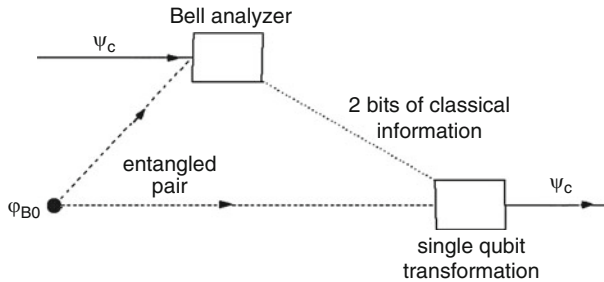 Bell analyzer
ψc
2 bits of classical
information
entangled
pair
φB0
ψc
single qubit
transformation